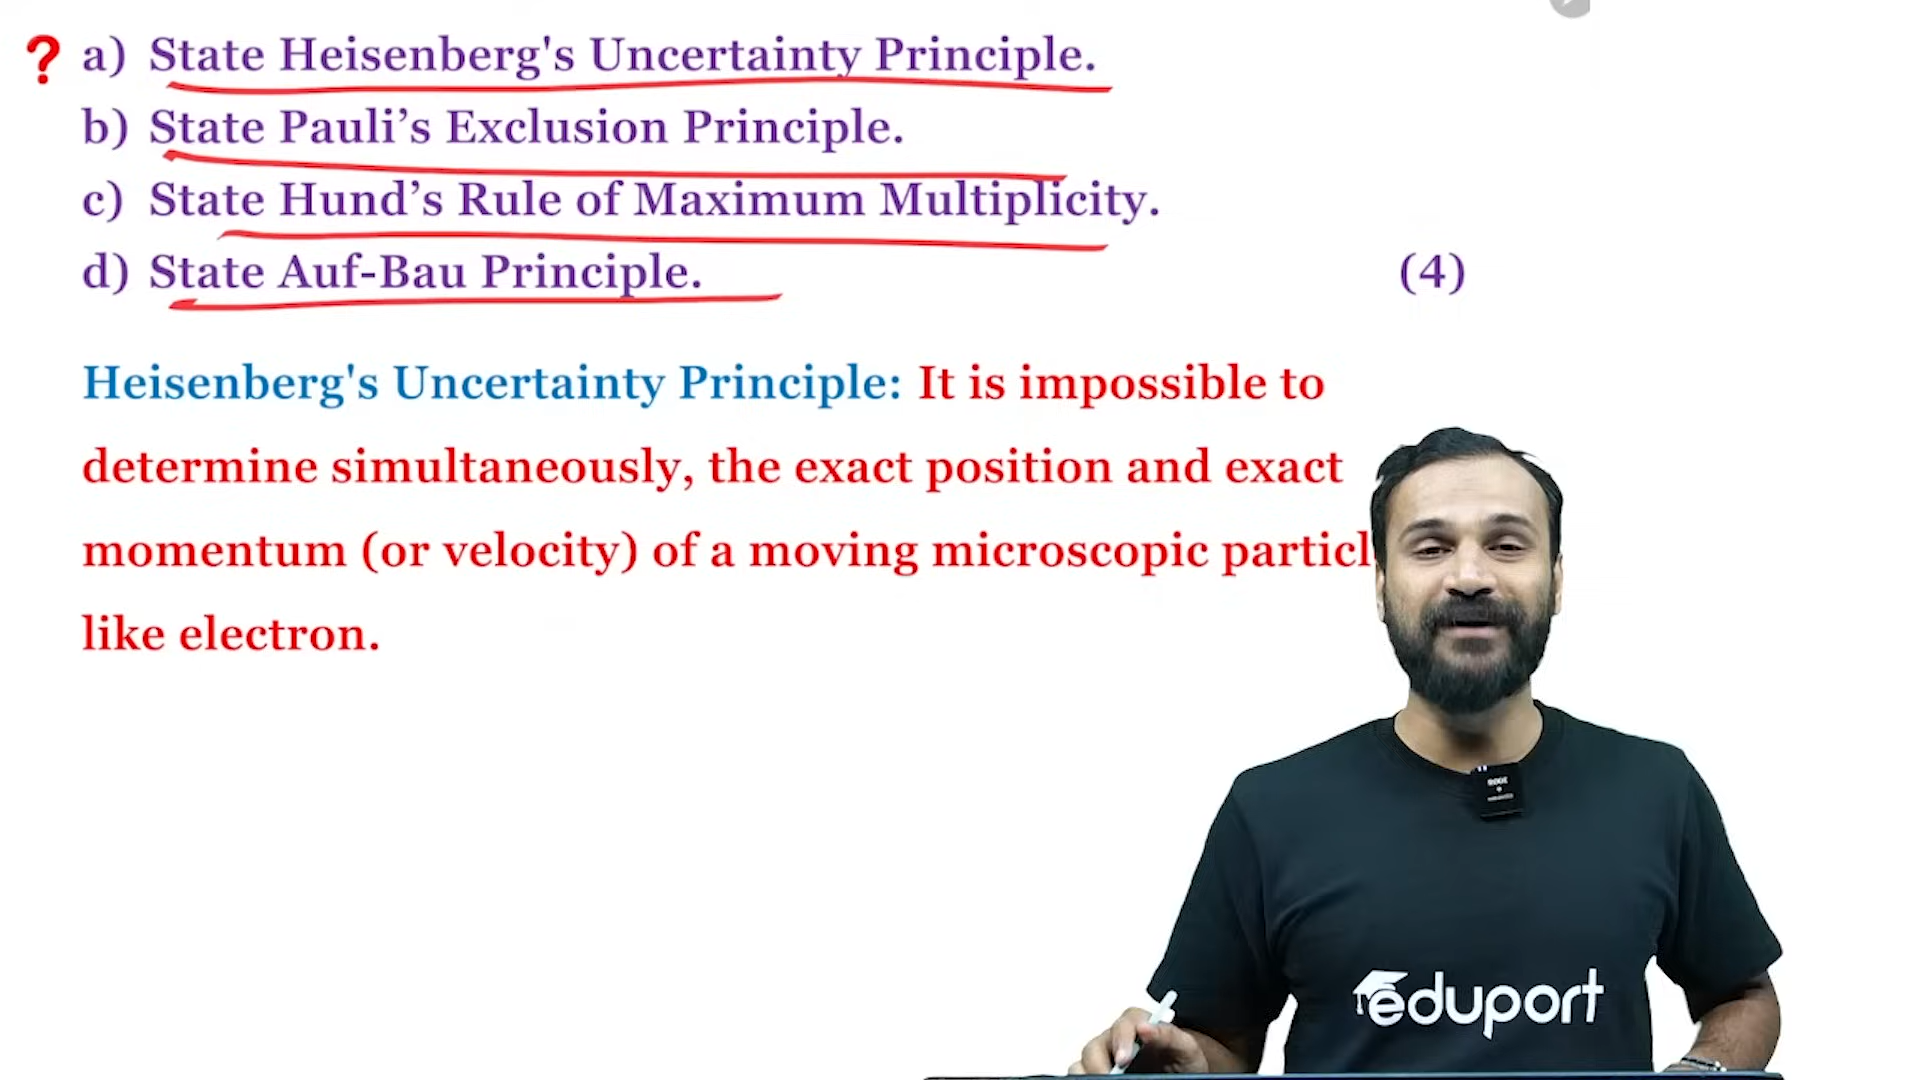 ? a) State Heisenberg's Uncertainty Principle.
b) State Pauli’s Exclusion Principle.
c) State Hund’s Rule of Maximum Multiplicity.
d) State Auf-Bau Principle. (4)
Heisenberg's Uncertainty Principle: It is impossible to
determine simultaneously, the exact position and exact
momentum (or velocity) of a moving microscopic particl
like electron.
eduport